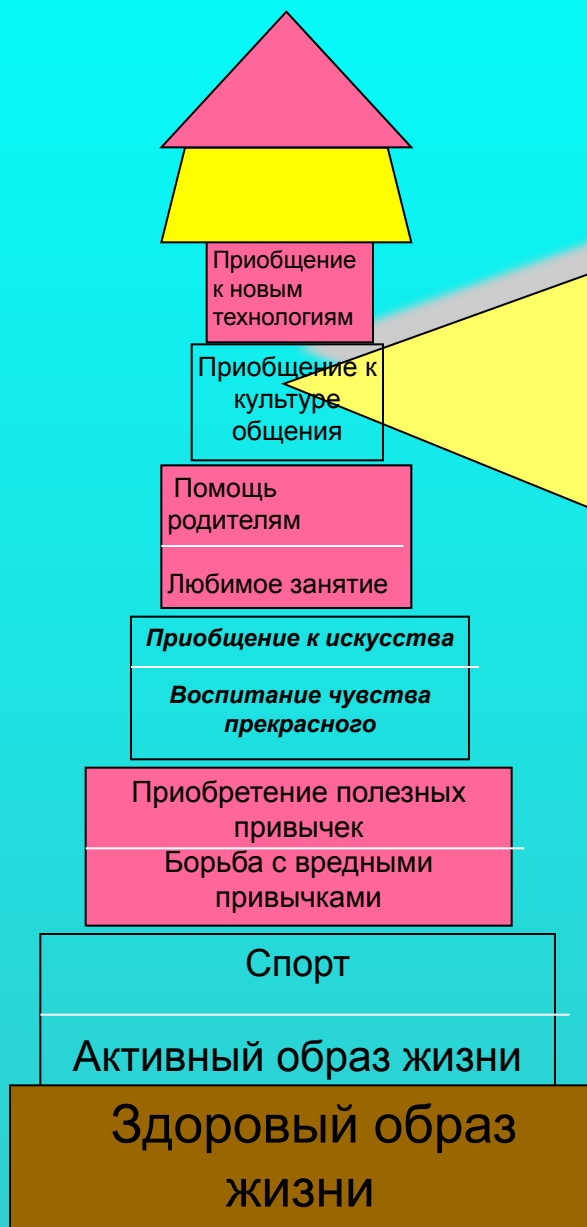 Приобщение
к новым
технологиям
Приобщение к
культуре
общения
Помощь
родителям
Любимое занятие
Приобщение к искусства
Воспитание чувства
прекрасного
Приобретение полезных
привычек
Борьба с вредными
привычками
Спорт
Активный образ жизни
Здоровый образ
жизни